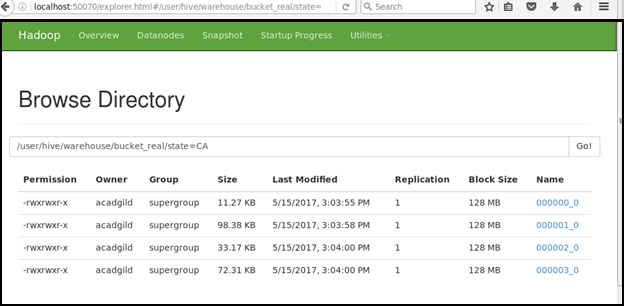 localhost:50070/explorer.html#/user/hive/warehouse/bucket_real/state=
Search
Hadoop Overview Datanodes Snapshot Startup Progress Utilities
Browse Directory
/user/hive/warehouse/bucket_real/state=CA Go!
Permission Owner Group Size Last Modified Replication Block Size Name
-rwxrwxr-x acadgild supergroup 11.27 KB 5/15/2017, 3:03:55 PM 1 128 MB 000000_0
-rwxrwxr-x acadgild supergroup 98.38 KB 5/15/2017, 3:03:58 PM 1 128 MB 000001_0
-rwxrwxr-x acadgild supergroup 33.17 KB 5/15/2017, 3:04:00 PM 1 128 MB 000002_0
-rwxrwxr-x acadgild supergroup 72.31 KB 5/15/2017, 3:04:00 PM 1 128 MB 000003_0